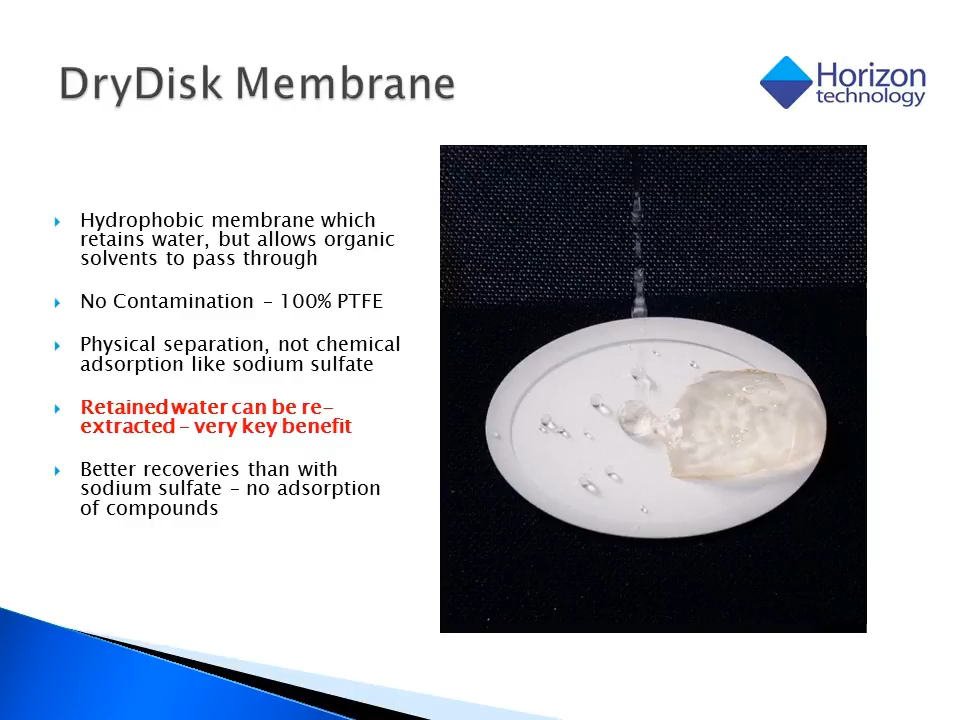 DryDisk Membrane
Horizon
technology
Hydrophobic membrane which
retains water, but allows organic
solvents to pass through
No Contamination – 100% PTFE
Physical separation, not chemical
adsorption like sodium sulfate
Retained water can be re-
extracted – very key benefit
Better recoveries than with
sodium sulfate – no adsorption
of compounds